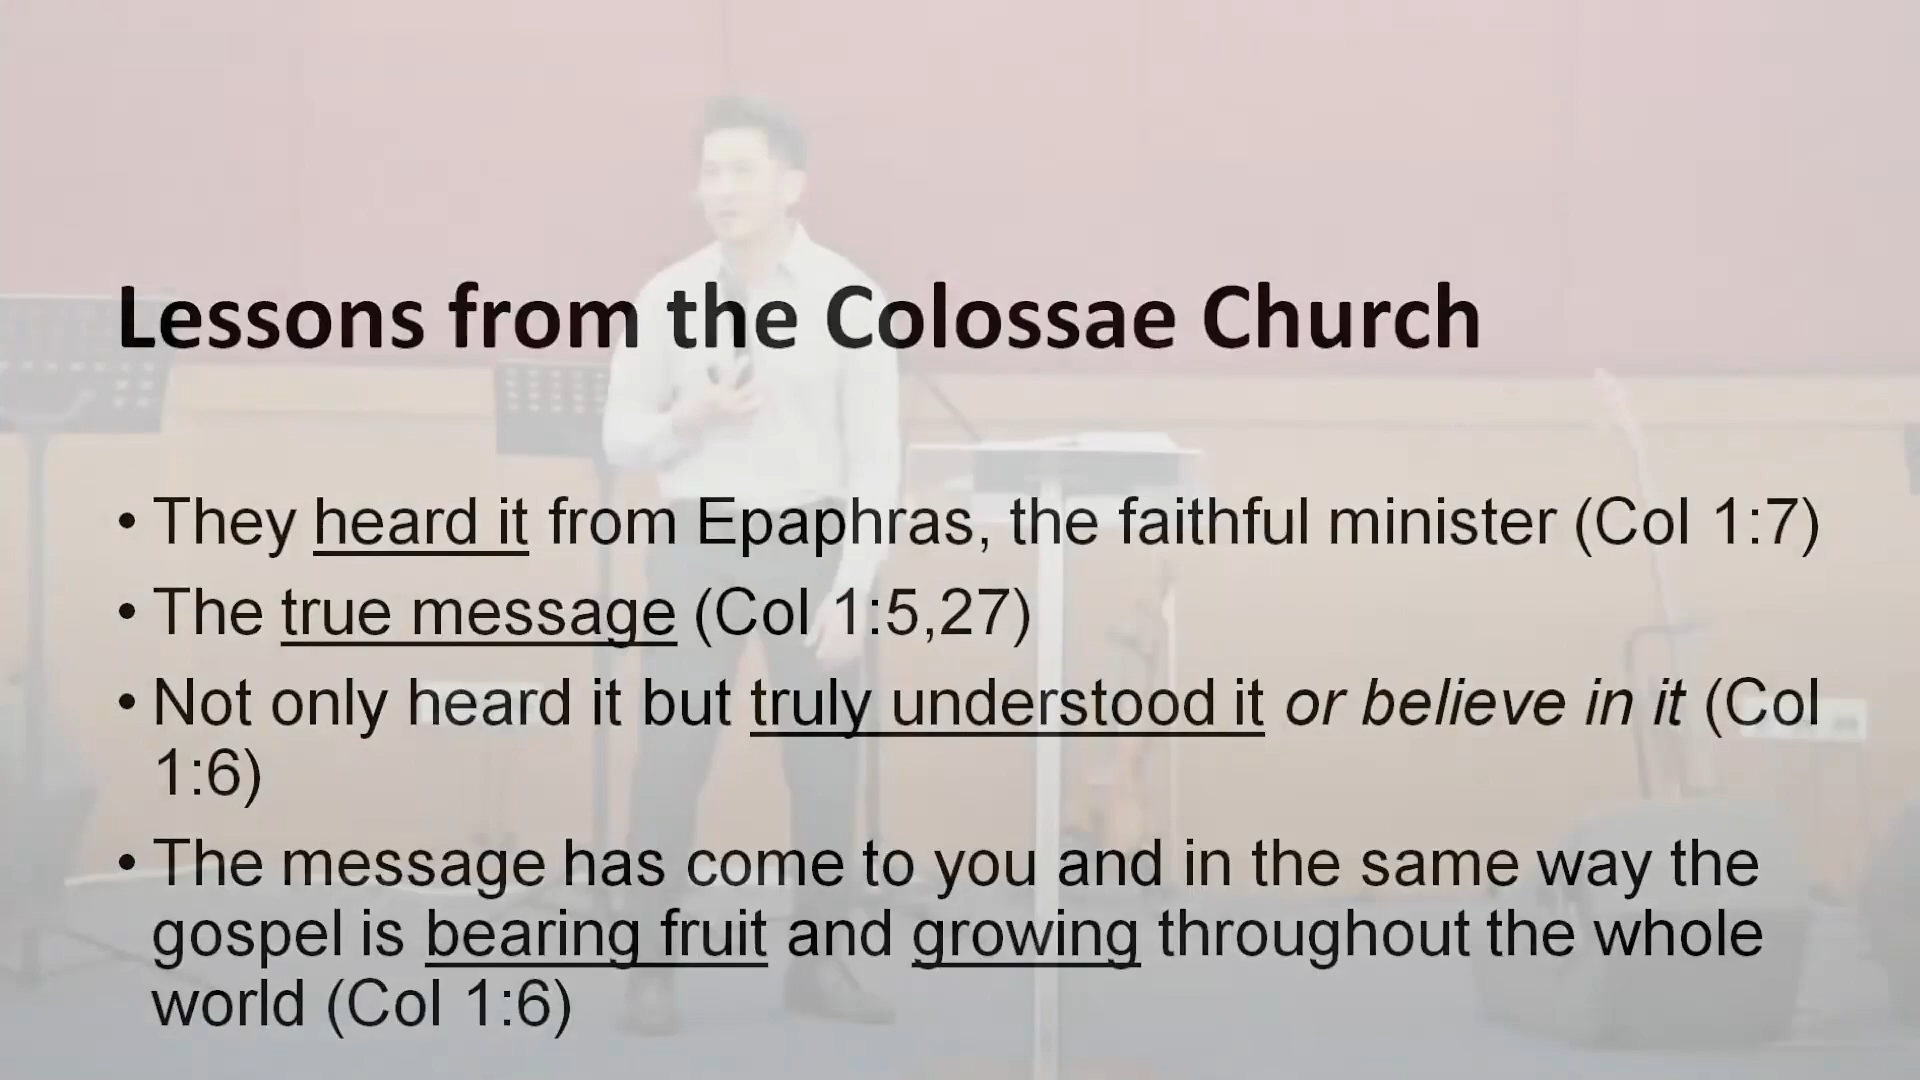 Lessons from the Colossae Church
• They heard it from Epaphras, the faithful minister (Col 1:7)
• The true message (Col 1:5,27)
• Not only heard it but truly understood it or believe in it (Col
1:6)
• The message has come to you and in the same way the
gospel is bearing fruit and growing throughout the whole
world (Col 1:6)